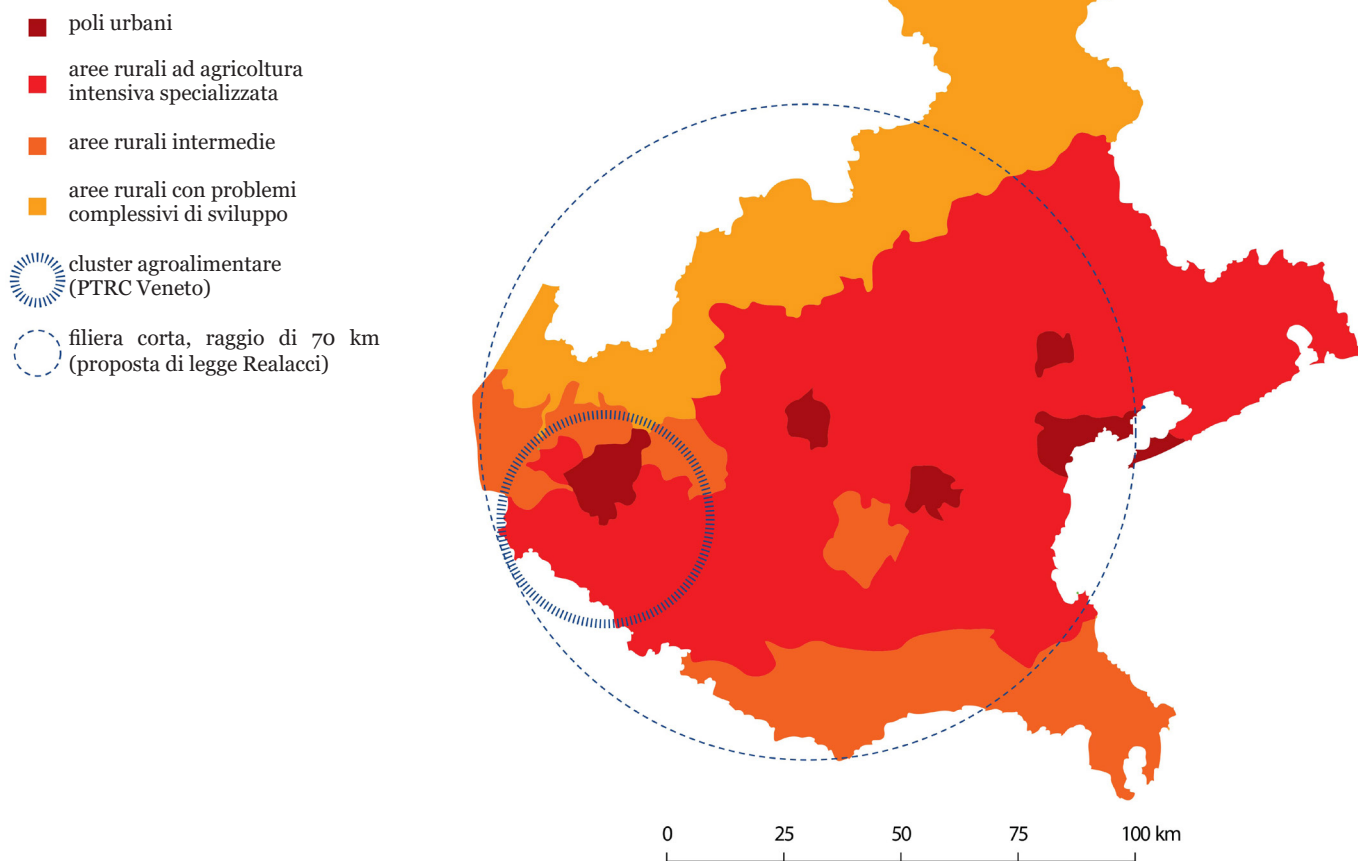 poli urbani
aree rurali ad agricoltura
intensiva specializzata
aree rurali intermedie
aree rurali con problemi
complessivi di sviluppo
cluster agroalimentare
(PTRC Veneto)
filiera corta, raggio di 70 km
(proposta di legge Realacci)
0 25 50 75 100 km